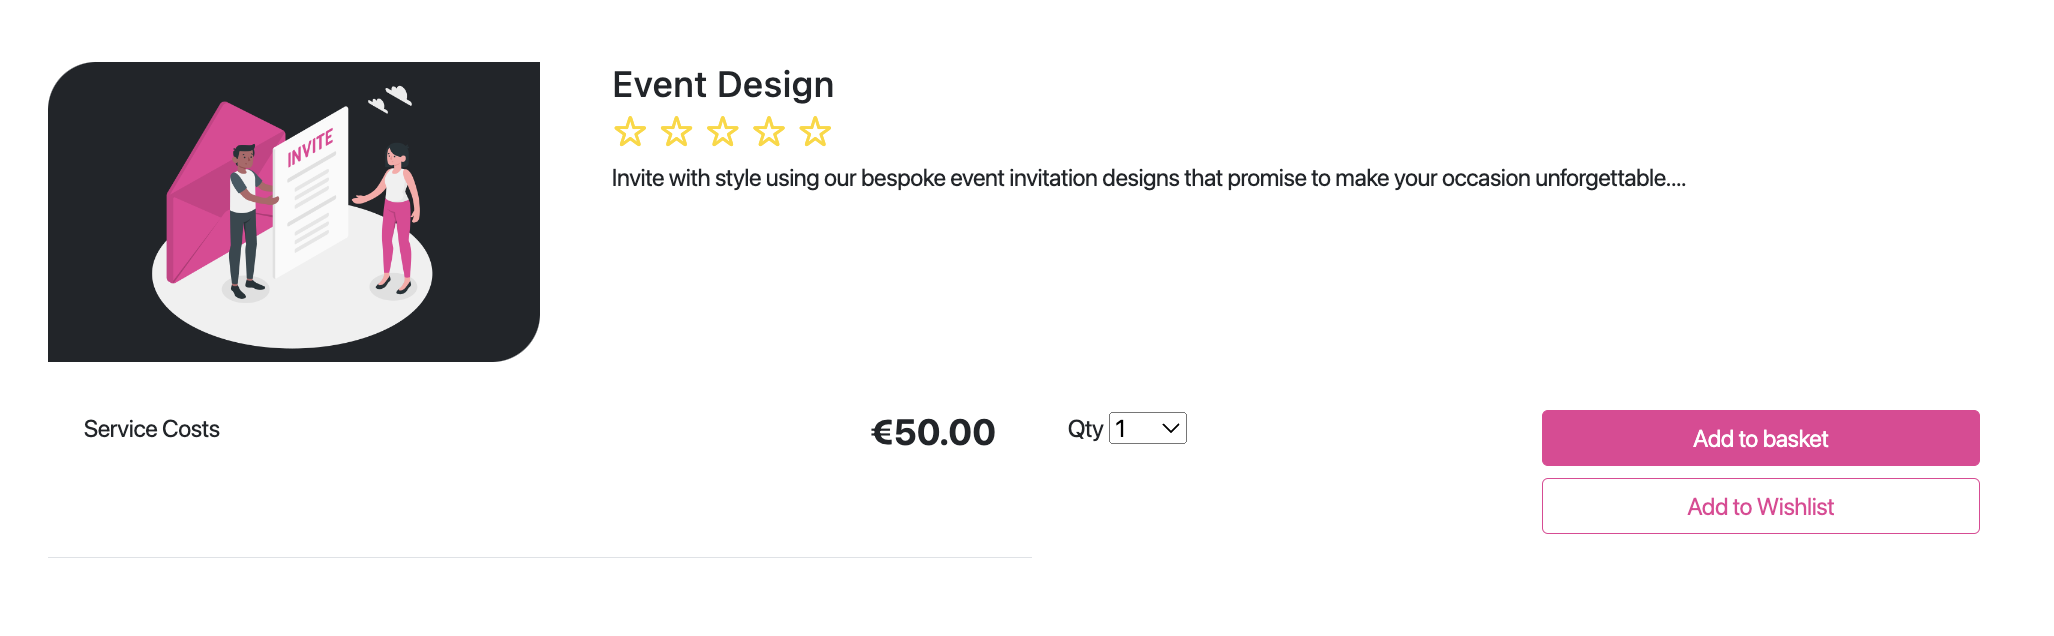 INVITE
Event Design
Invite with style using our bespoke event invitation designs that promise to make your occasion unforgettable....
Service Costs
€50.00
Qty 1
Add to basket
Add to Wishlist